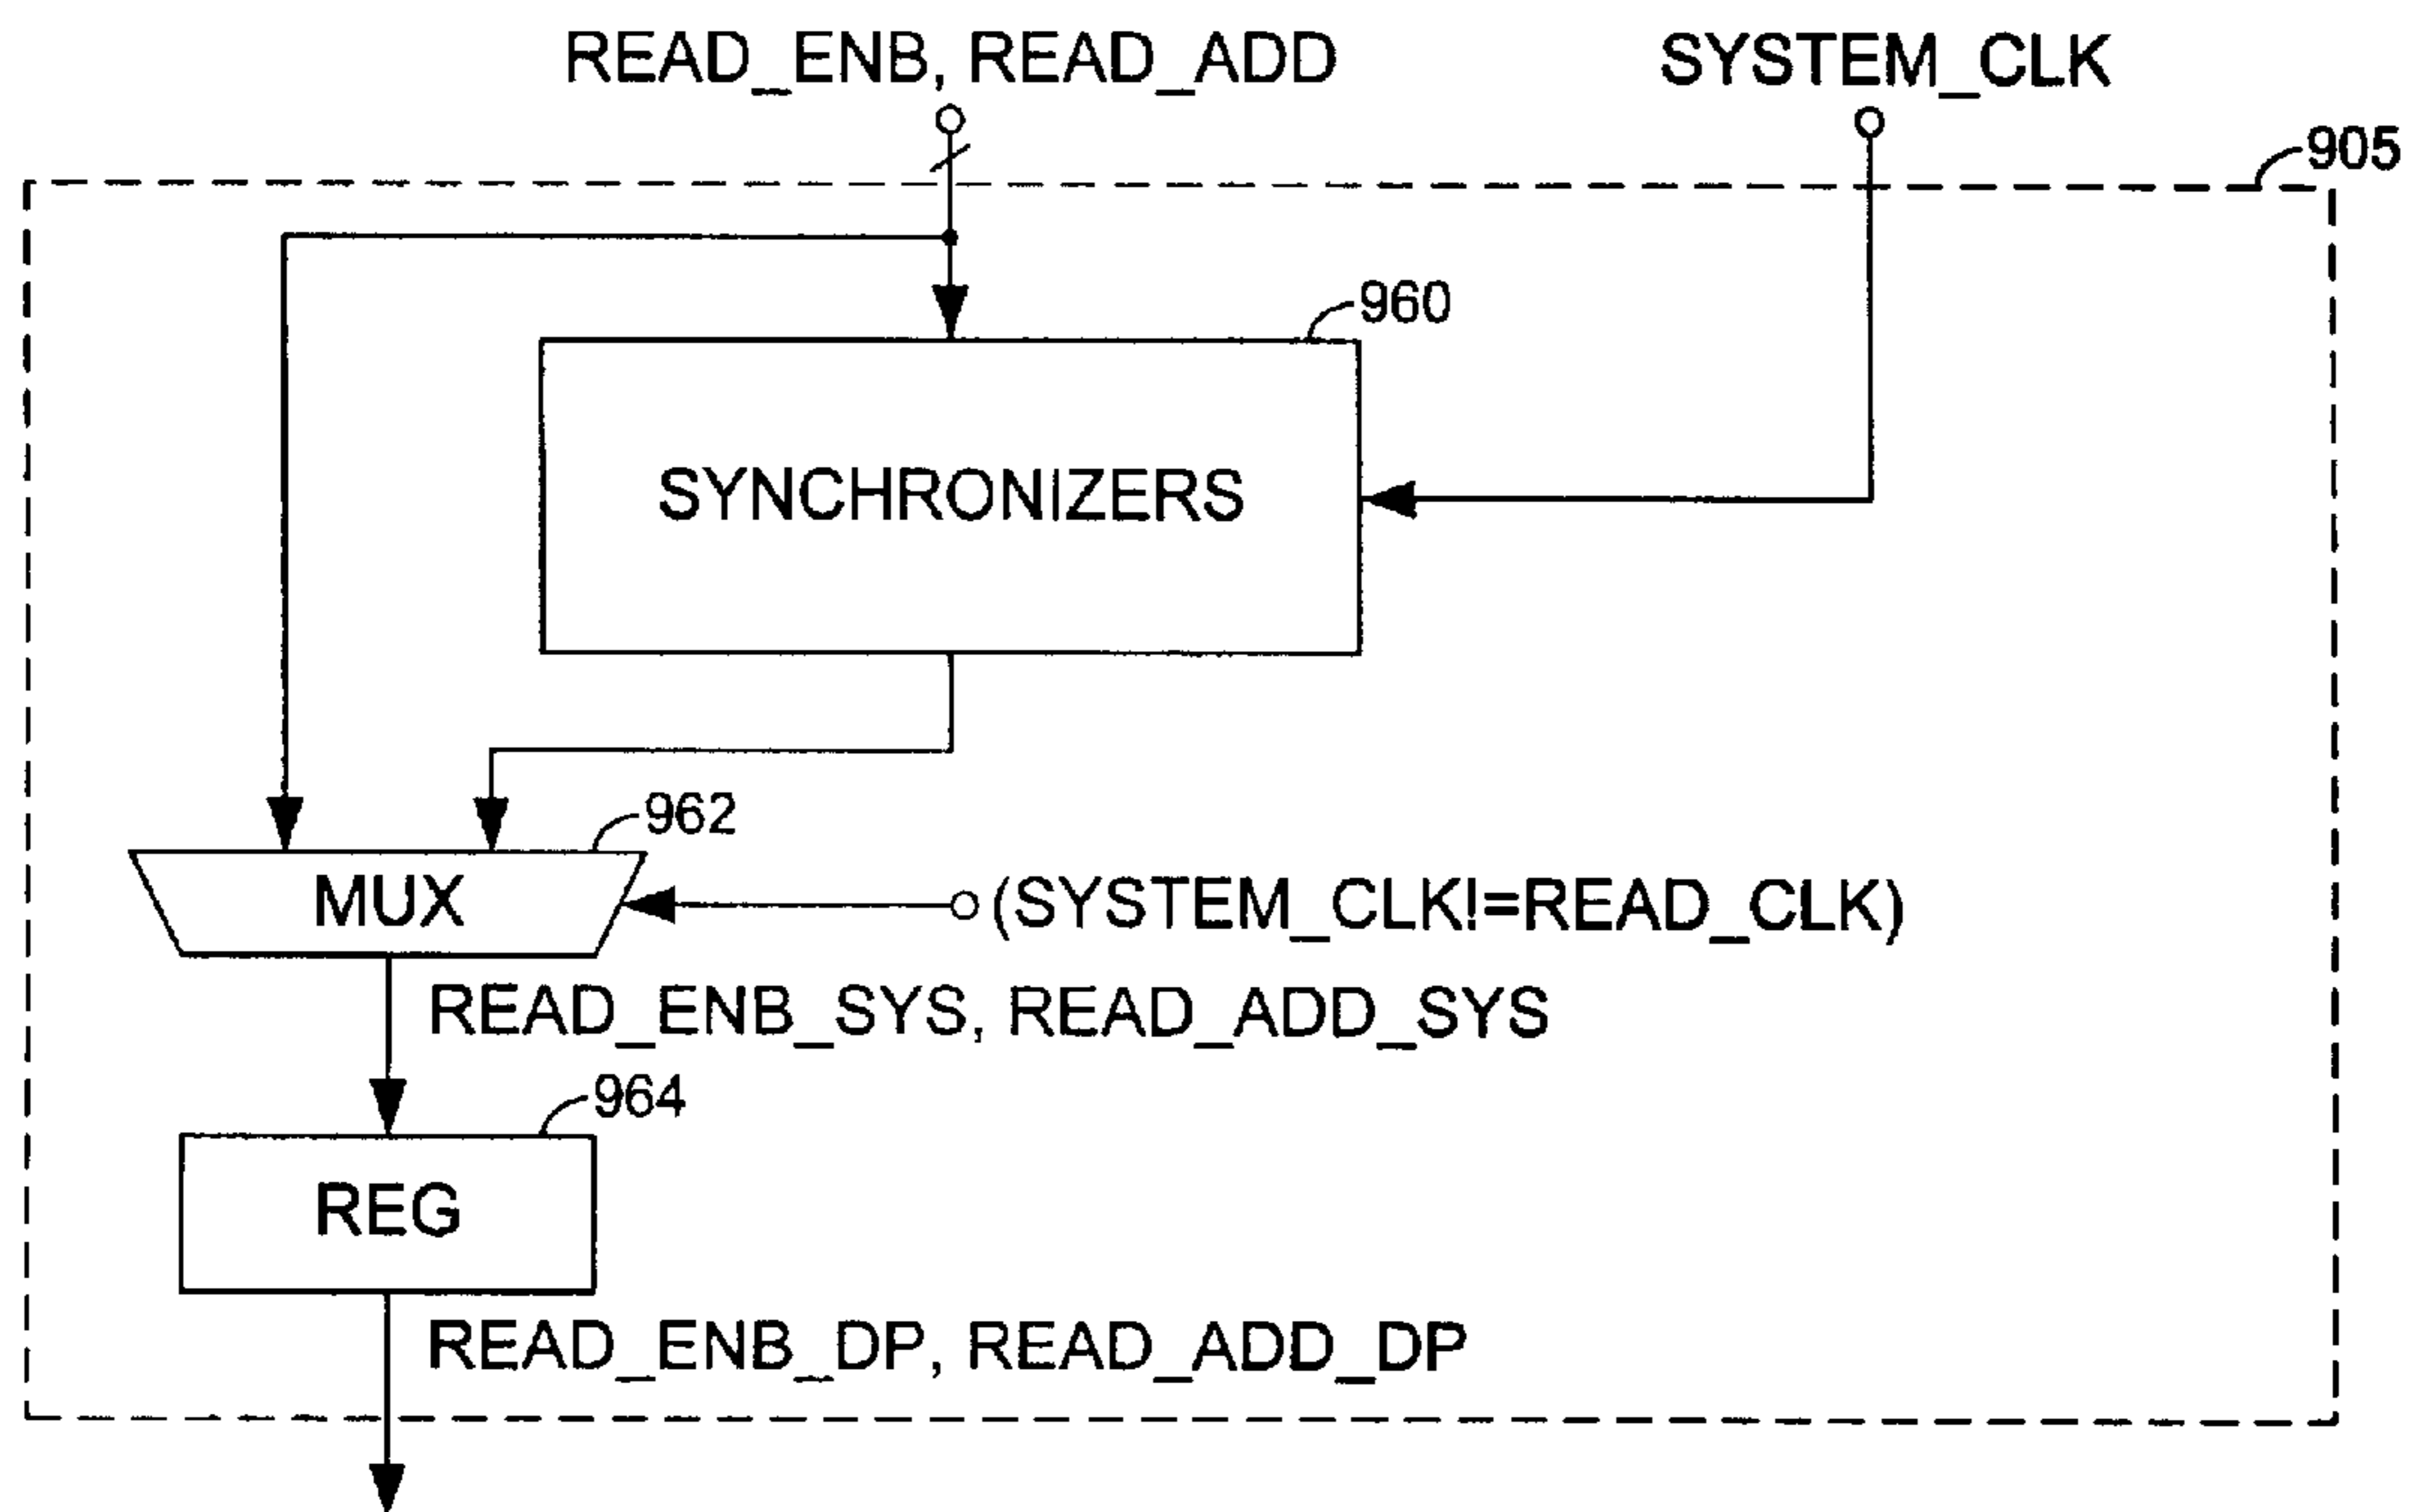 READ_ENB, READ_ADD
SYSTEM_CLK
905
960
SYNCHRONIZERS
962
MUX
(SYSTEM_CLK!=READ_CLK)
READ_ENB_SYS, READ_ADD_SYS
964
REG
READ_ENB_DP, READ_ADD_DP